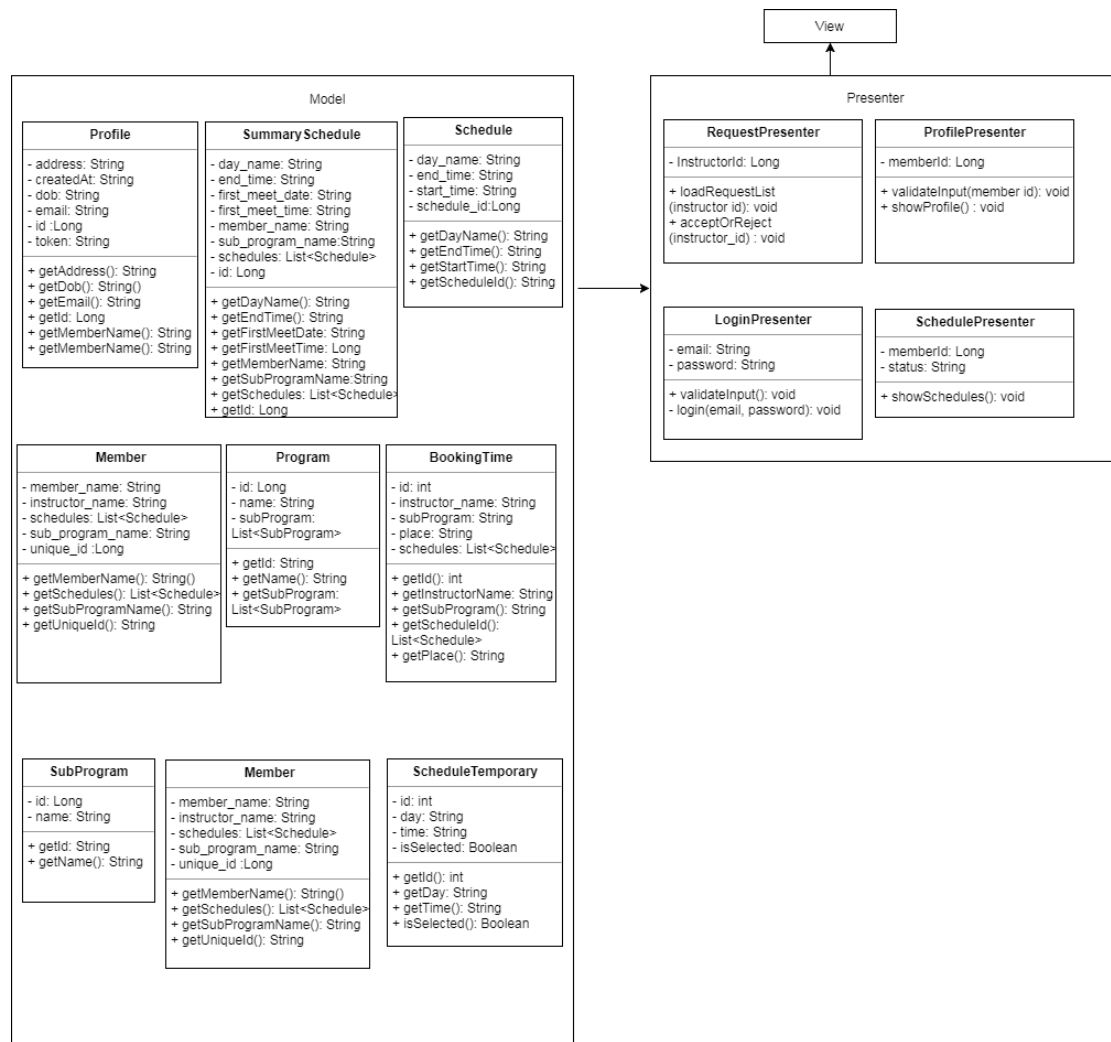 View
Model
Profile
- address: String
- createdAt: String
- dob: String
- email: String
- id :Long
- token: String
+ getAddress(): String
+ getDob(): String()
+ getEmail(): String
+ getId: Long
+ getMemberName(): String
+ getMemberName(): String
SummarySchedule
- day_name: String
- end_time: String
- first_meet_date: String
- first_meet_time: String
- member_name: String
- sub_program_name:String
- schedules: List<Schedule>
- id: Long
+ getDayName(): String
+ getEndTime(): String
+ getFirstMeetDate: String
+ getFirstMeetTime: Long
+ getMemberName: String
+ getSubProgramName:String
+ getSchedules: List<Schedule>
+ getId: Long
Schedule
- day_name: String
- end_time: String
- start_time: String
- schedule_id:Long
+ getDayName(): String
+ getEndTime(): String
+ getStartTime(): String
+ getScheduleId(): String
Member
- member_name: String
- instructor_name: String
- schedules: List<Schedule>
- sub_program_name: String
- unique_id :Long
+ getMemberName(): String()
+ getSchedules(): List<Schedule>
+ getSubProgramName(): String
+ getUniqueId(): String
Program
- id: Long
- name: String
- subProgram:
List<SubProgram>
+ getId: String
+ getName(): String
+ getSubProgram:
List<SubProgram>
BookingTime
- id: int
- instructor_name: String
- subProgram: String
- place: String
- schedules: List<Schedule>
+ getId(): int
+ getInstructorName: String
+ getSubProgram(): String
+ getScheduleId():
List<Schedule>
+ getPlace(): String
SubProgram
- id: Long
- name: String
+ getId: String
+ getName(): String
Member
- member_name: String
- instructor_name: String
- schedules: List<Schedule>
- sub_program_name: String
- unique_id :Long
+ getMemberName(): String()
+ getSchedules(): List<Schedule>
+ getSubProgramName(): String
+ getUniqueId(): String
ScheduleTemporary
- id: int
- day: String
- time: String
- isSelected: Boolean
+ getId(): int
+ getDay: String
+ getTime(): String
+ isSelected(): Boolean
Presenter
RequestPresenter
- InstructorId: Long
+ loadRequestList
(instructor id): void
+ acceptOrReject
(instructor_id) : void
ProfilePresenter
- memberId: Long
+ validateInput(member id): void
+ showProfile() : void
LoginPresenter
- email: String
- password: String
+ validateInput(): void
- login(email, password): void
SchedulePresenter
- memberId: Long
- status: String
+ showSchedules(): void